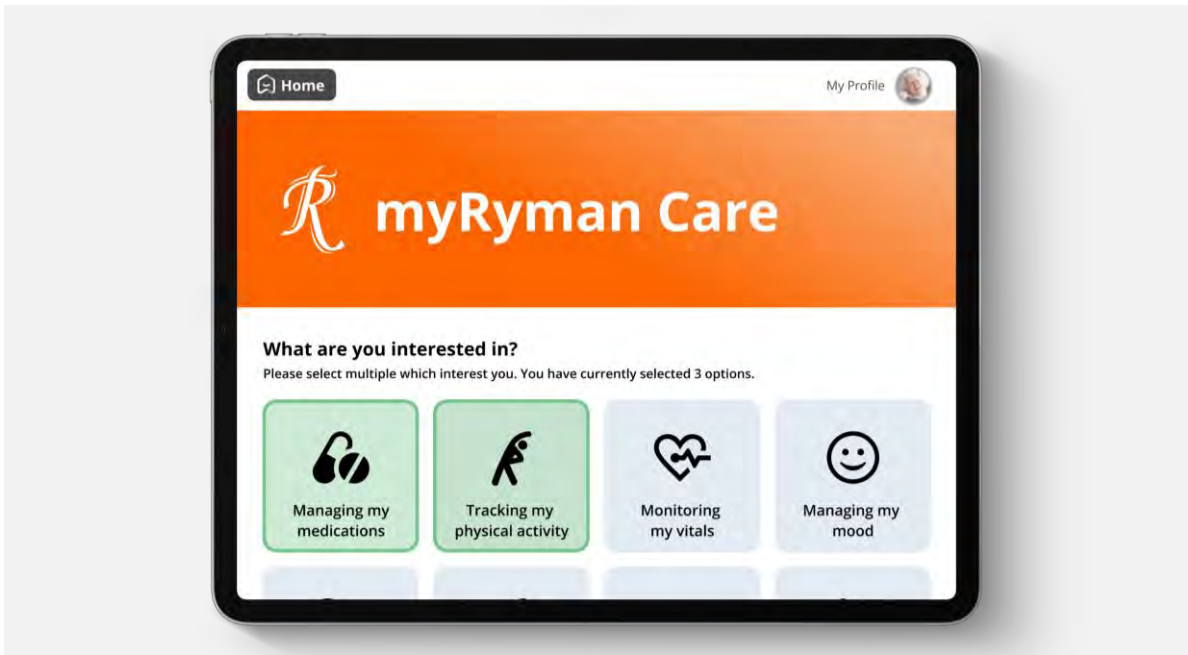 Home
My Profile
myRyman Care
What are you interested in?
Please select multiple which interest you. You have currently selected 3 options.
Managing my
medications
Tracking my
physical activity
Monitoring
my vitals
Managing my
mood